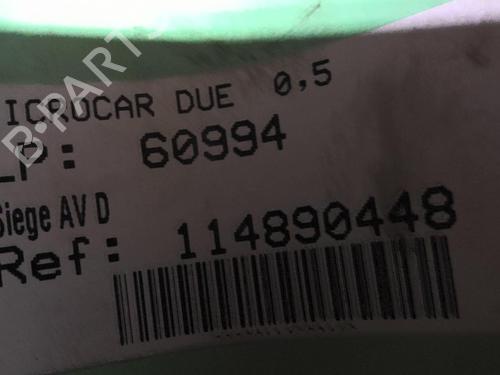 B-PARTS
ICROCAR DUE 0,5
LP: 60994
Siege AV D
Ref: 114890448